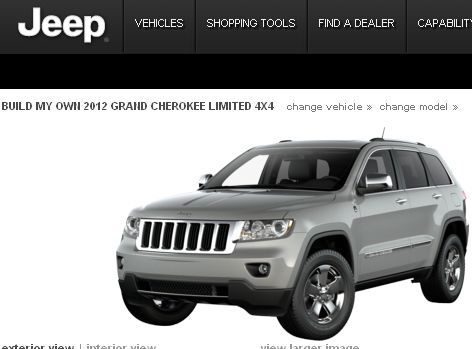 Jeep
VEHICLES SHOPPING TOOLS FIND A DEALER CAPABILITY
BUILD MY OWN 2012 GRAND CHEROKEE LIMITED 4X4 change vehicle » change model »
exterior view | interior view view larger image